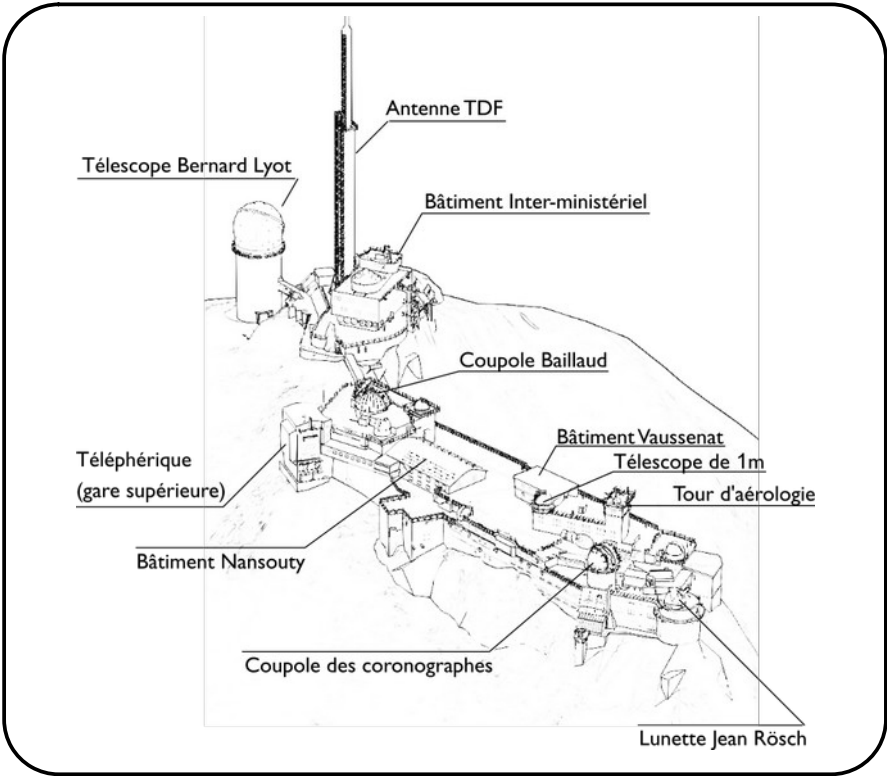 Antenne TDF
Télescope Bernard Lyot
Bâtiment Inter-ministériel
Coupole Baillaud
Bâtiment Vaussenat
Télescope de 1m
Téléphérique
(gare supérieure)
Tour d'aérologie
Bâtiment Nansouty
Coupole des coronographes
Lunette Jean Rösch